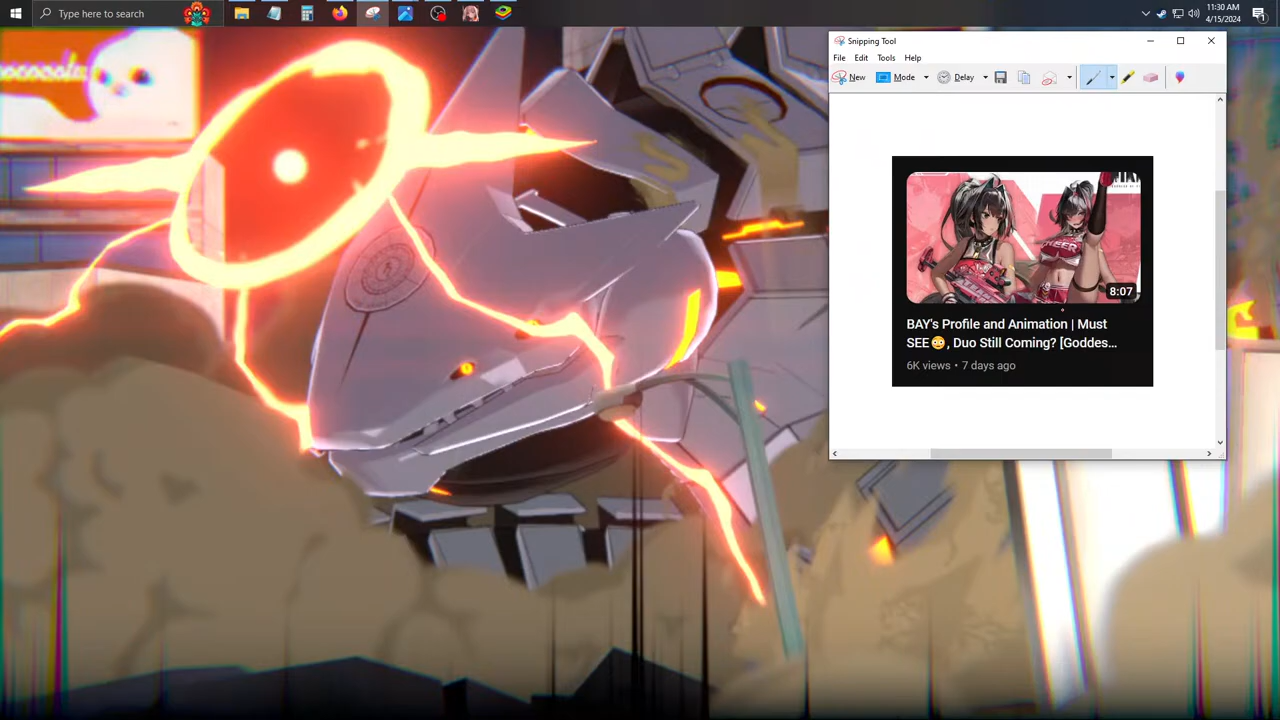 Type here to search
11:30 AM
4/15/2024
1
Snipping Tool
File Edit Tools Help
New Mode Delay
8:07
BAY's Profile and Animation | Must
SEE😳, Duo Still Coming? [Goddes...
6K views • 7 days ago